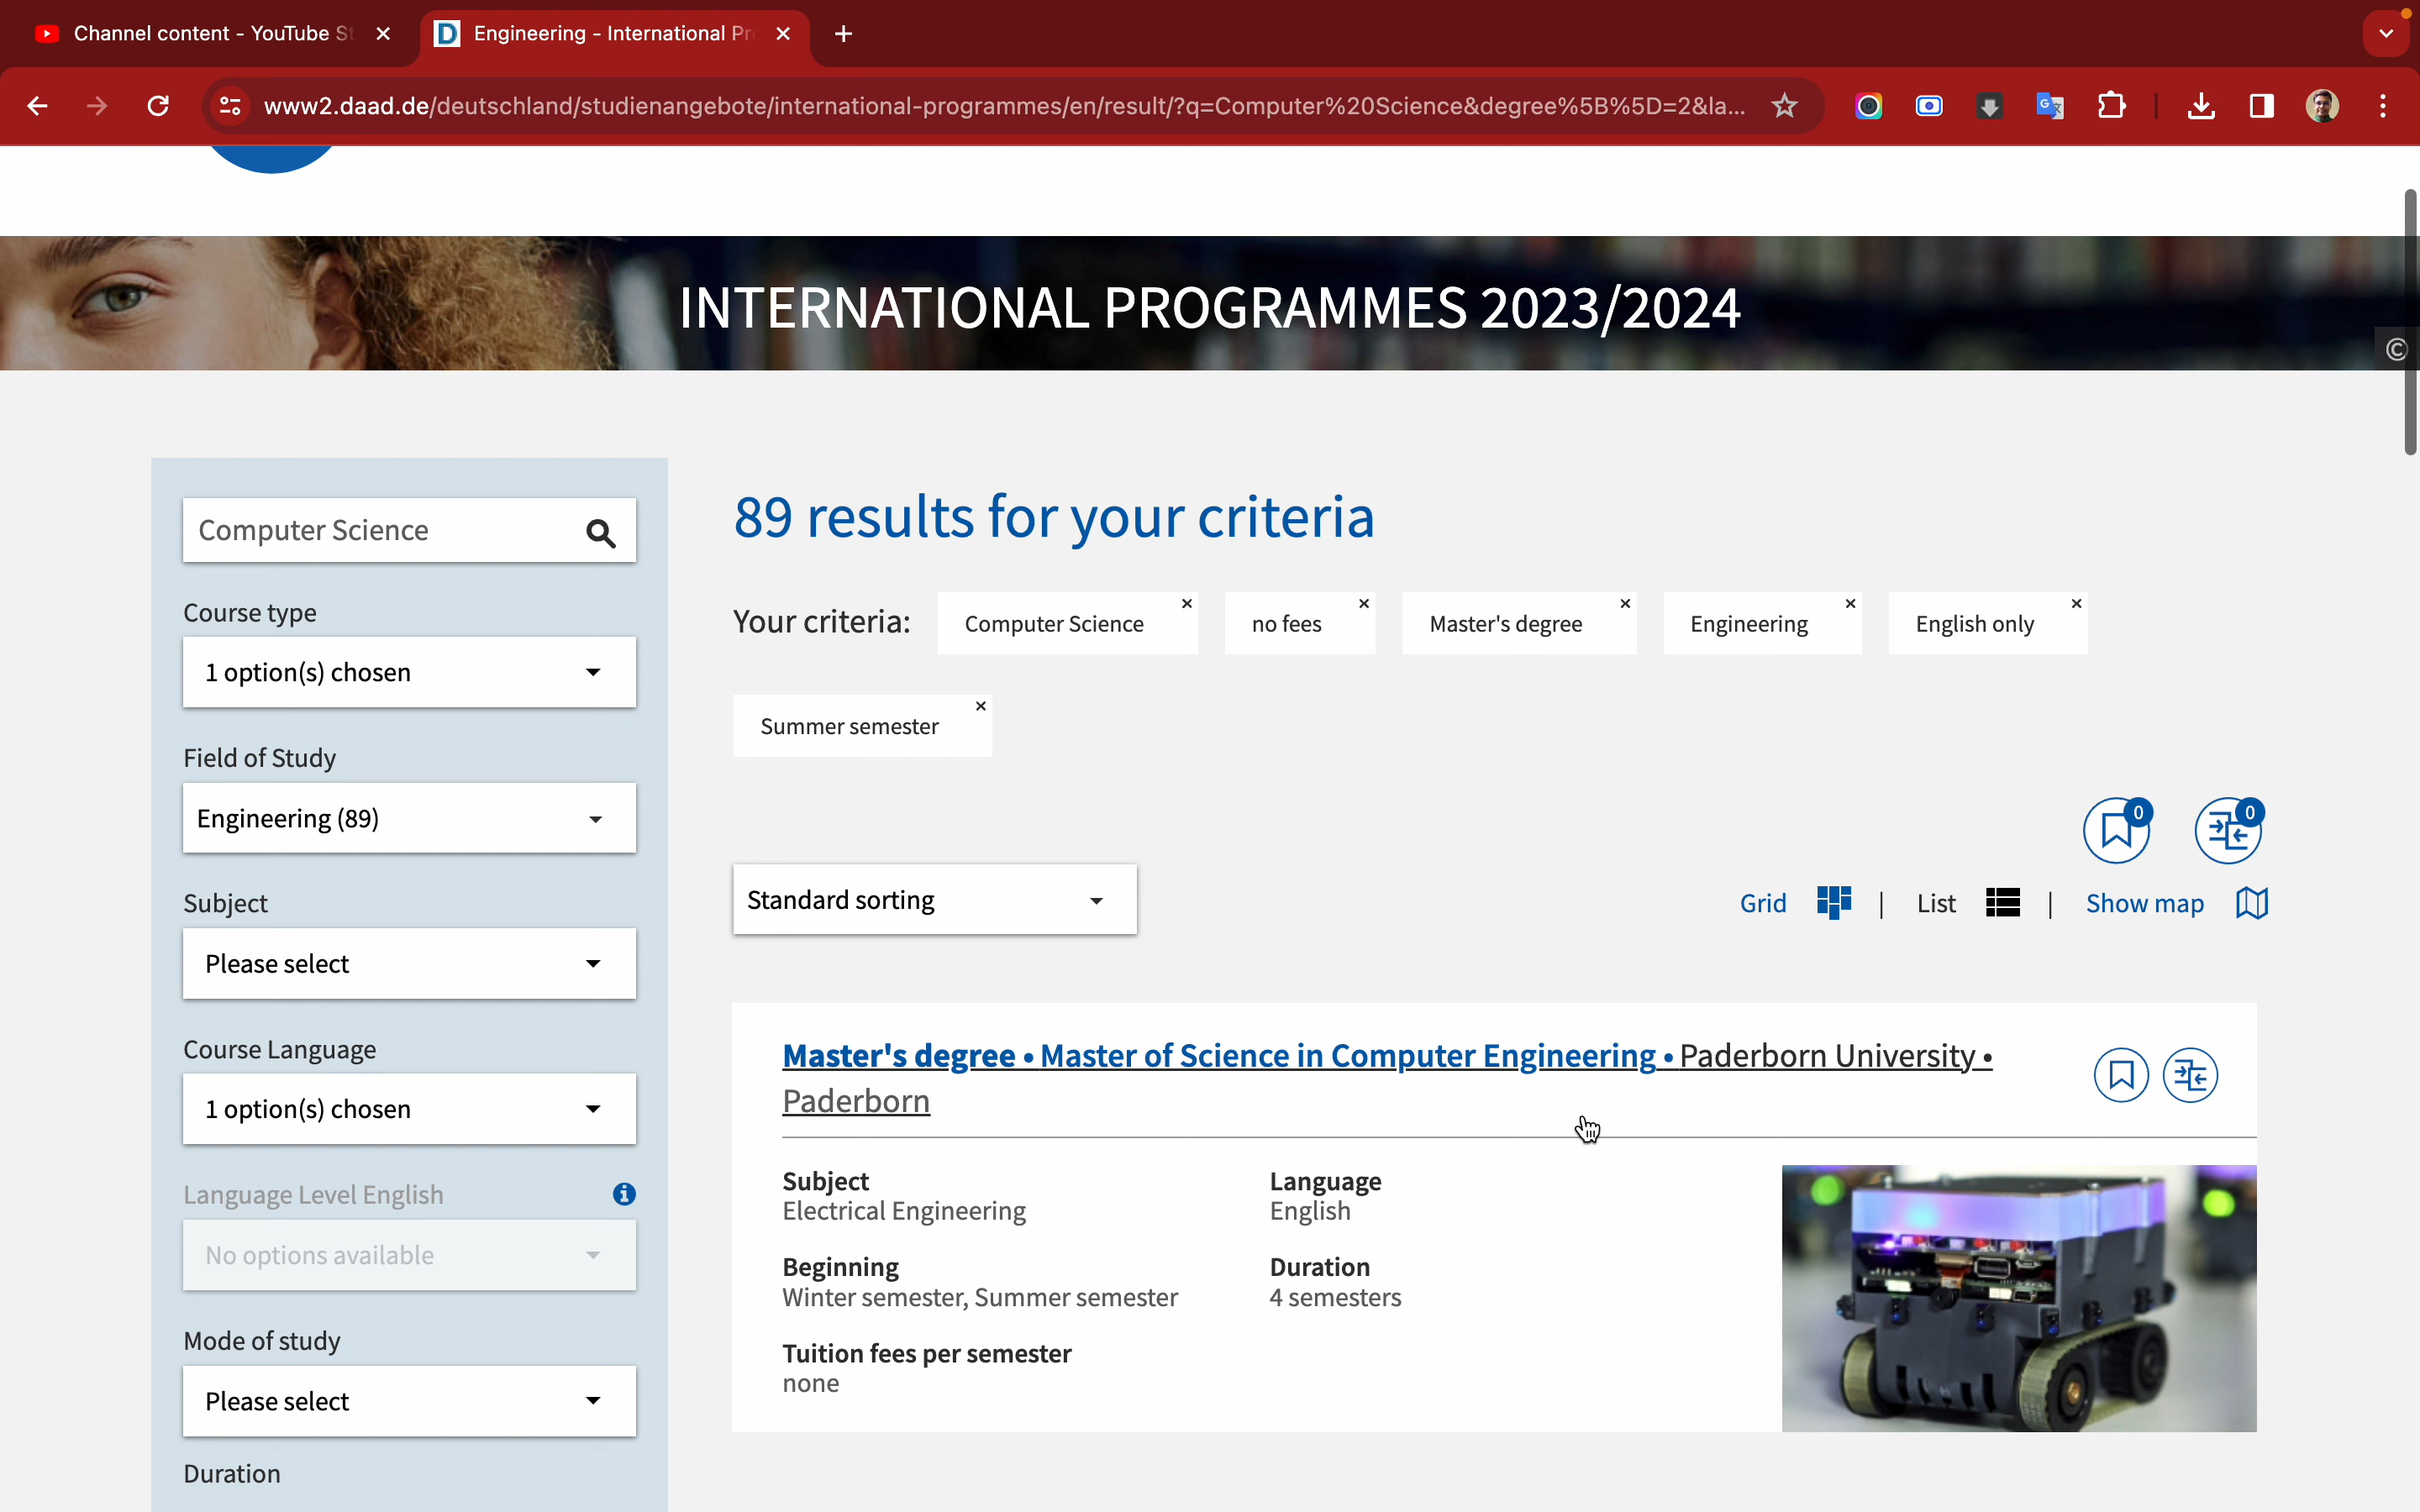 Channel content - YouTube St
Engineering - International Pr
www2.daad.de/deutschland/studienangebote/international-programmes/en/result/?q=Computer%20Science&degree%5B%5D=2&la...
INTERNATIONAL PROGRAMMES 2023/2024
©
Computer Science
Course type
1 option(s) chosen
Field of Study
Engineering (89)
Subject
Please select
Course Language
1 option(s) chosen
Language Level English
No options available
Mode of study
Please select
Duration
89 results for your criteria
Your criteria: Computer Science × no fees × Master's degree × Engineering × English only ×
Summer semester ×
0 0
Standard sorting
Grid | List | Show map
Master's degree • Master of Science in Computer Engineering • Paderborn University •
Paderborn
Subject
Electrical Engineering
Language
English
Beginning
Winter semester, Summer semester
Duration
4 semesters
Tuition fees per semester
none